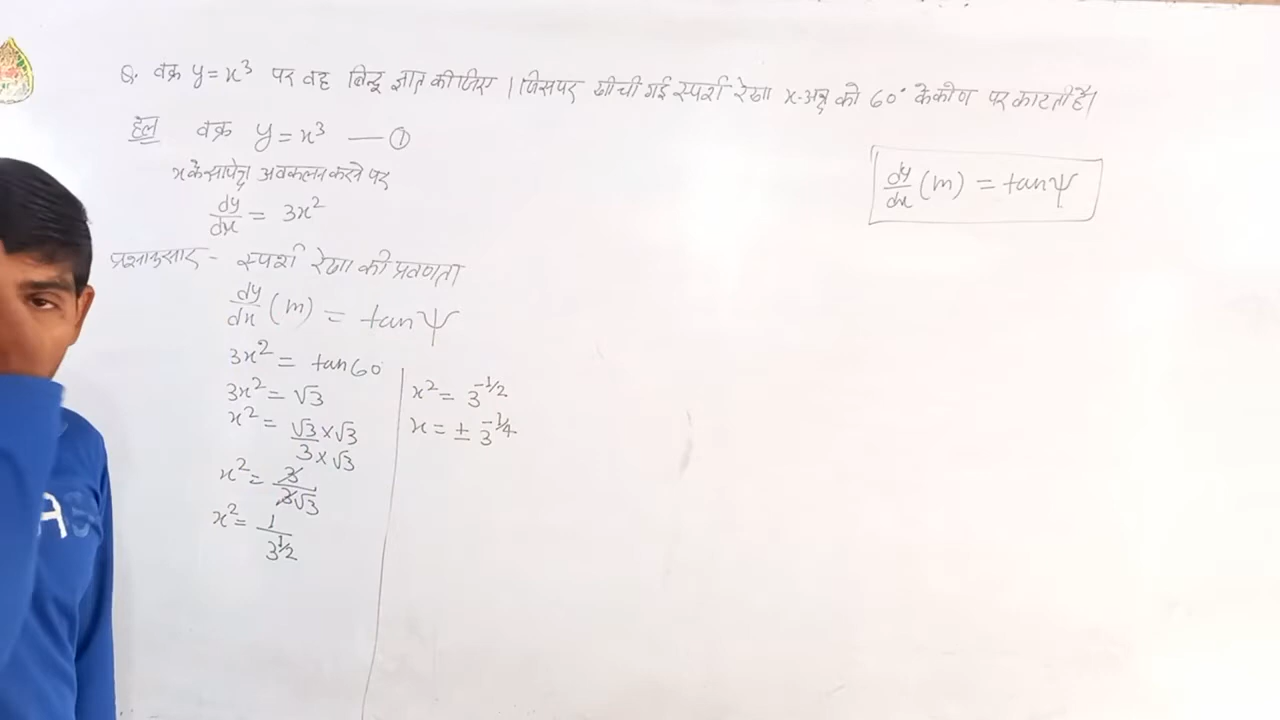 Q. वक्र y = x³ पर वह बिन्दु ज्ञात कीजिए । जिसपर खींची गई स्पर्श रेखा x-अक्ष को 60° के कोण पर काटती है।
हल वक्र y = x³ — ①
x के सापेक्ष अवकलन करने पर
dy/dx = 3x²
dy/dx (m) = tanψ
प्रश्नानुसार - स्पर्श रेखा की प्रवणता
dy/dx (m) = tanψ
3x² = tan60
3x² = √3
x² = √3×√3/3×√3
x² = 3/3√3
x² = 1/3^1/2
x² = 3^-1/2
x = ± 3^-1/4
A